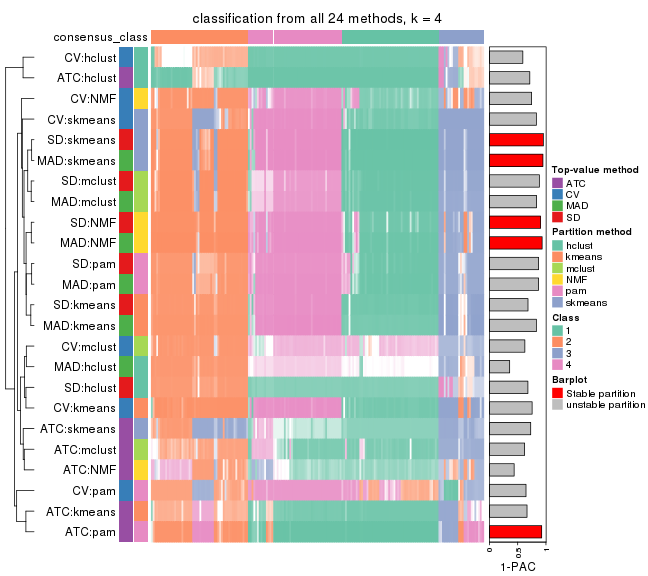 classification from all 24 methods, k = 4
consensus_class
CV:hclust
ATC:hclust
CV:NMF
CV:skmeans
SD:skmeans
MAD:skmeans
SD:mclust
MAD:mclust
SD:NMF
MAD:NMF
SD:pam
MAD:pam
SD:kmeans
MAD:kmeans
CV:mclust
MAD:hclust
SD:hclust
CV:kmeans
ATC:skmeans
ATC:mclust
ATC:NMF
CV:pam
ATC:kmeans
ATC:pam
0
0.5
1
1-PAC
Top-value method
ATC
CV
MAD
SD
Partition method
hclust
kmeans
mclust
NMF
pam
skmeans
Class
1
2
3
4
Barplot
Stable partition
unstable partition